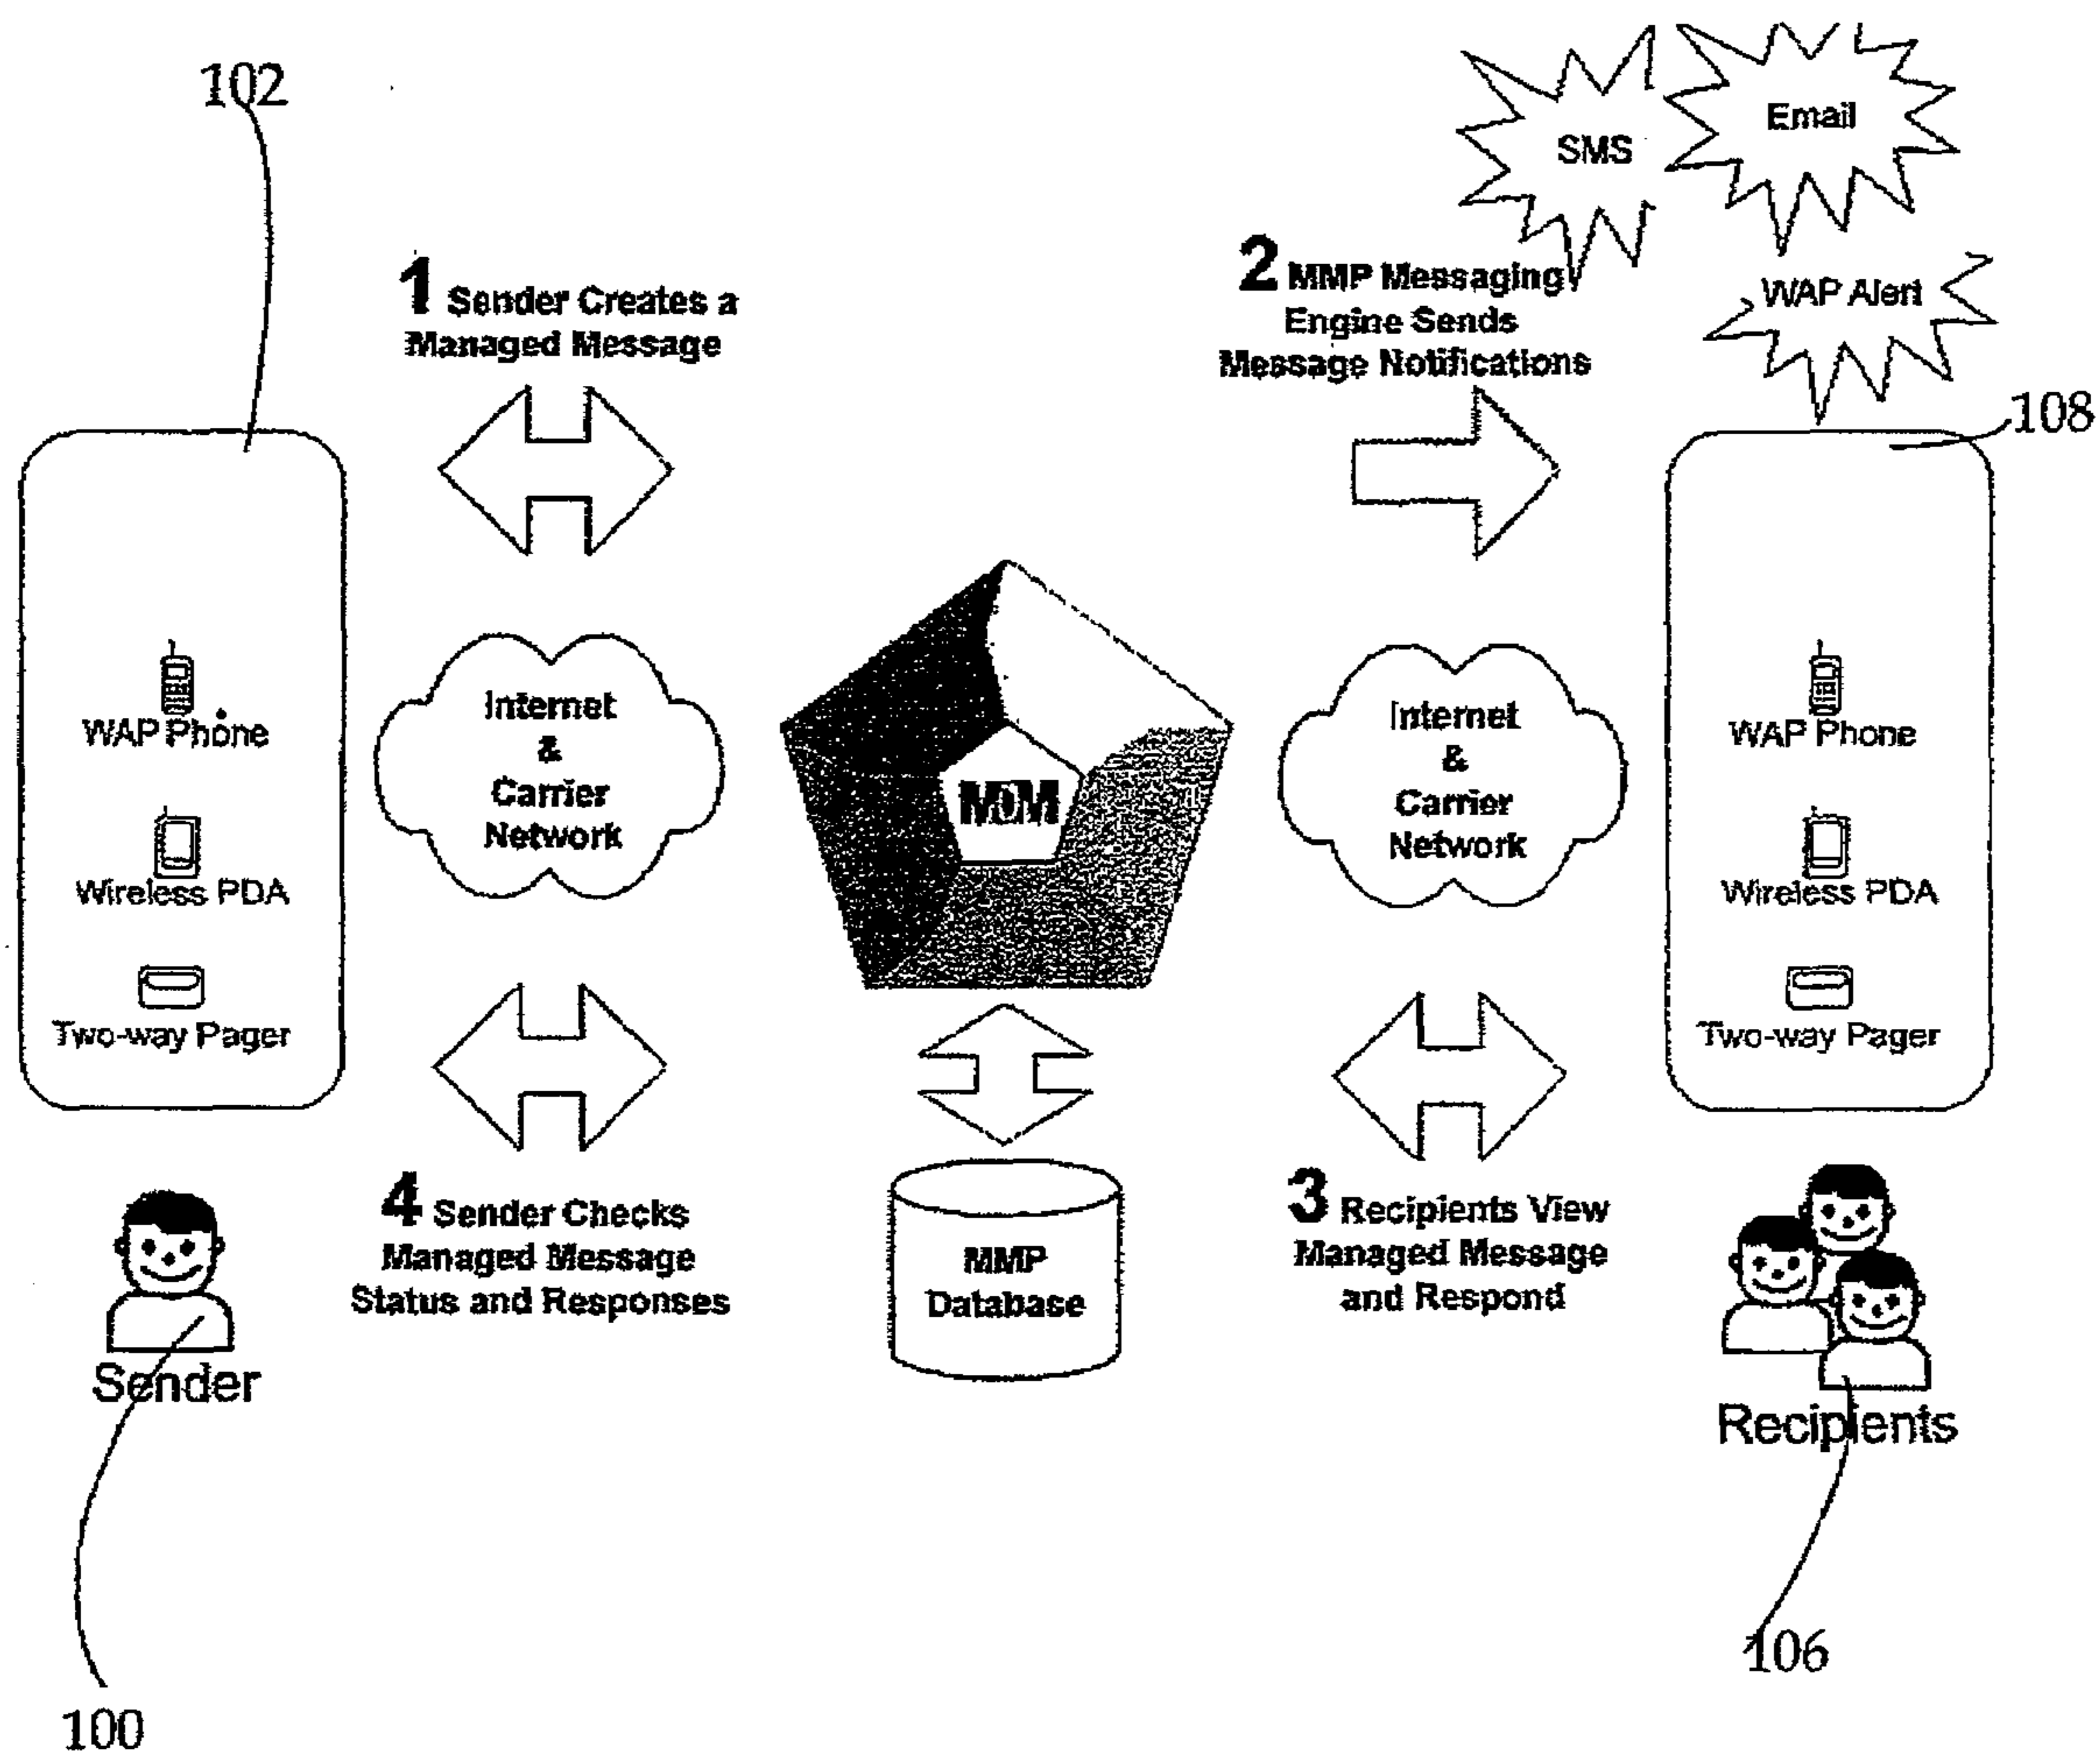 102
SMS
Email
WAP Alert
1 Sender Creates a
Managed Message
2 MMP Messaging
Engine Sends
Message Notifications
108
WAP Phone
Wireless PDA
Two-way Pager
Internet
&
Carrier
Network
Internet
&
Carrier
Network
WAP Phone
Wireless PDA
Two-way Pager
4 Sender Checks
Managed Message
Status and Responses
MMP
Database
3 Recipients View
Managed Message
and Respond
Sender
Recipients
100
106